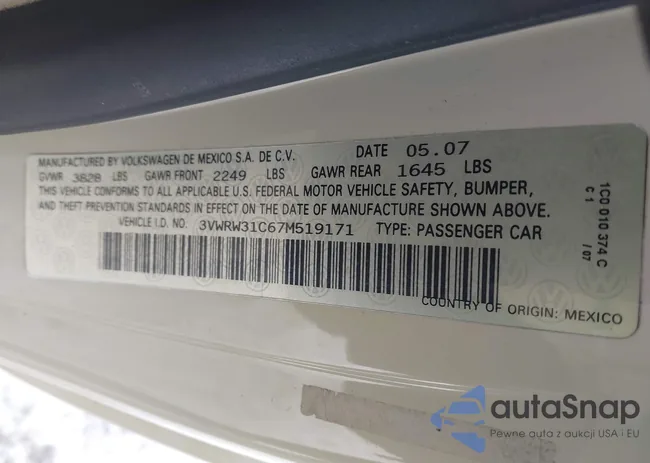 MANUFACTURED BY VOLKSWAGEN DE MEXICO S.A. DE C.V. DATE 05.07
GVWR 3828 LBS GAWR FRONT 2249 LBS GAWR REAR 1645 LBS
THIS VEHICLE CONFORMS TO ALL APPLICABLE U.S. FEDERAL MOTOR VEHICLE SAFETY, BUMPER,
AND THEFT PREVENTION STANDARDS IN EFFECT ON THE DATE OF MANUFACTURE SHOWN ABOVE.
VEHICLE I.D. NO. 3VWRW31C67M519171 TYPE: PASSENGER CAR
COUNTRY OF ORIGIN: MEXICO
1C0 010 374 C
C 1 / 07
autaSnap
Pewne auta z aukcji USA i EU